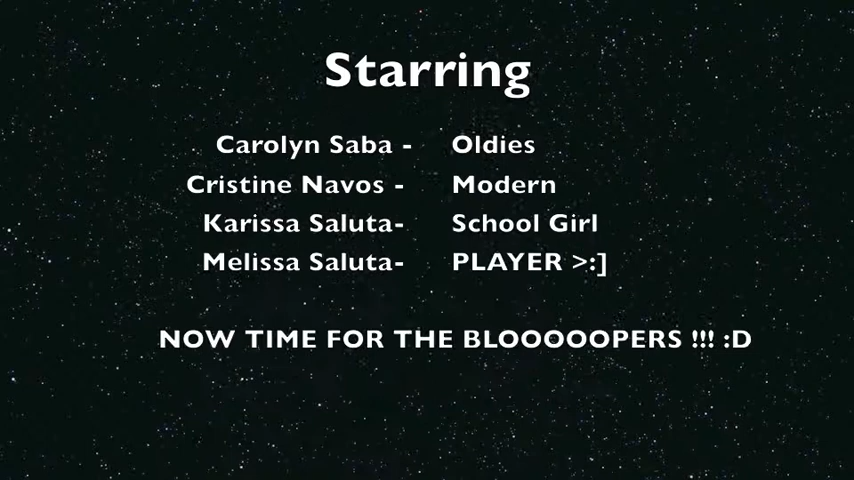 Starring
Carolyn Saba - Oldies
Cristine Navos - Modern
Karissa Saluta- School Girl
Melissa Saluta- PLAYER >:]
NOW TIME FOR THE BLOOOOOPERS !!! :D